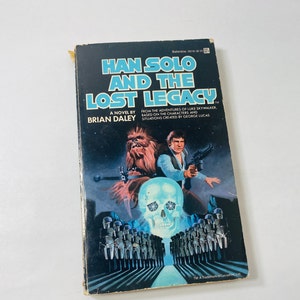 HAN SOLO
AND THE
LOST LEGACY
A NOVEL BY
BRIAN DALEY
FROM THE ADVENTURES OF LUKE SKYWALKER,
BASED ON THE CHARACTERS AND
SITUATIONS CREATED BY GEORGE LUCAS